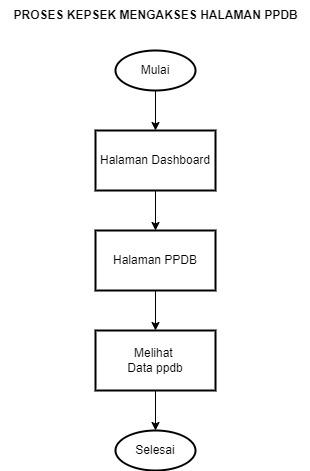 PROSES KEPSEK MENGAKSES HALAMAN PPDB
Mulai
Halaman Dashboard
Halaman PPDB
Melihat
Data ppdb
Selesai